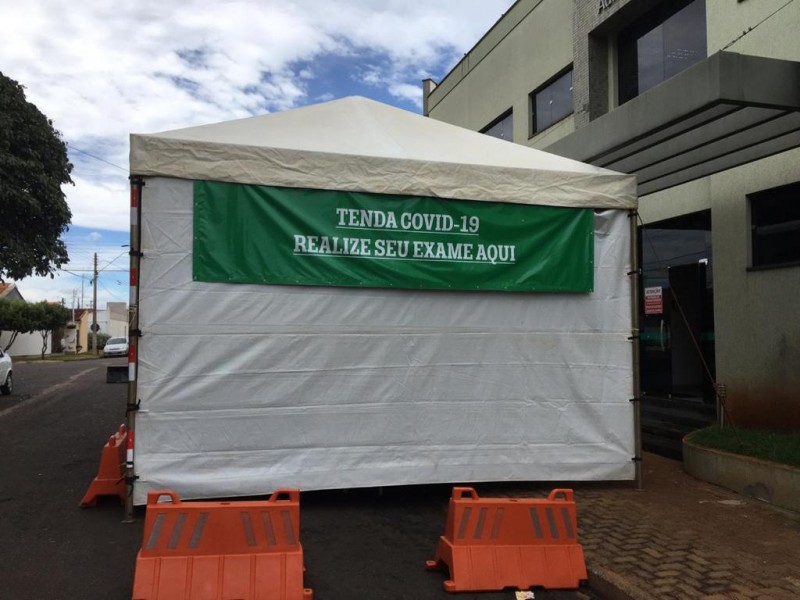 TENDA COVID-19
REALIZE SEU EXAME AQUI